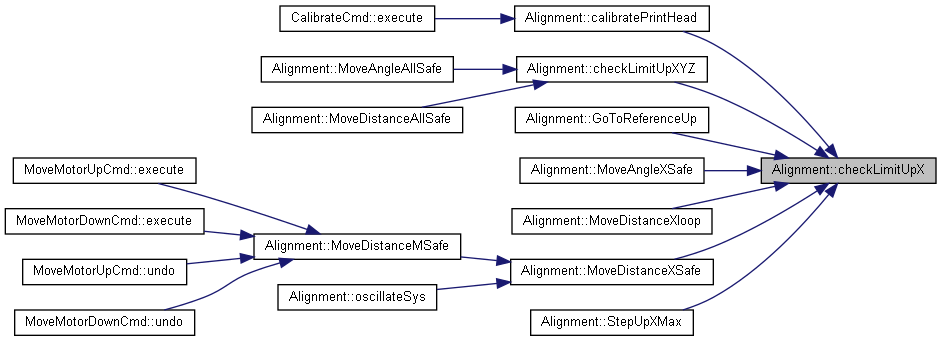 CalibrateCmd::execute
Alignment::calibratePrintHead
Alignment::MoveAngleAllSafe
Alignment::checkLimitUpXYZ
Alignment::MoveDistanceAllSafe
Alignment::GoToReferenceUp
MoveMotorUpCmd::execute
Alignment::MoveAngleXSafe
Alignment::checkLimitUpX
MoveMotorDownCmd::execute
Alignment::MoveDistanceXloop
Alignment::MoveDistanceMSafe
MoveMotorUpCmd::undo
Alignment::MoveDistanceXSafe
Alignment::oscillateSys
MoveMotorDownCmd::undo
Alignment::StepUpXMax